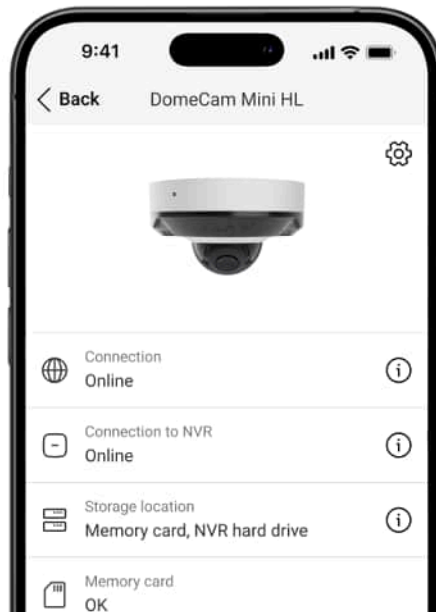 9:41
Back DomeCam Mini HL
Connection
Online
Connection to NVR
Online
Storage location
Memory card, NVR hard drive
Memory card
OK